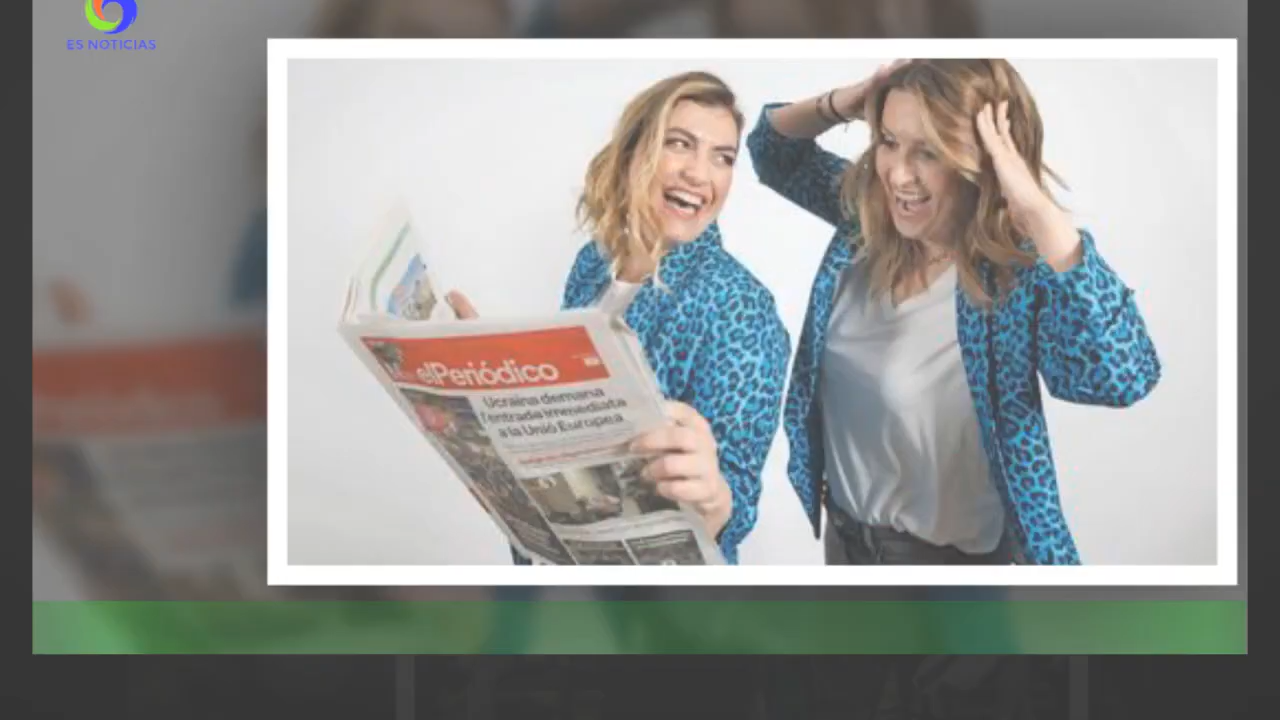 ES NOTICIAS
elPeriódico
Ucraïna demana
l'entrada immediata
a la Unió Europea